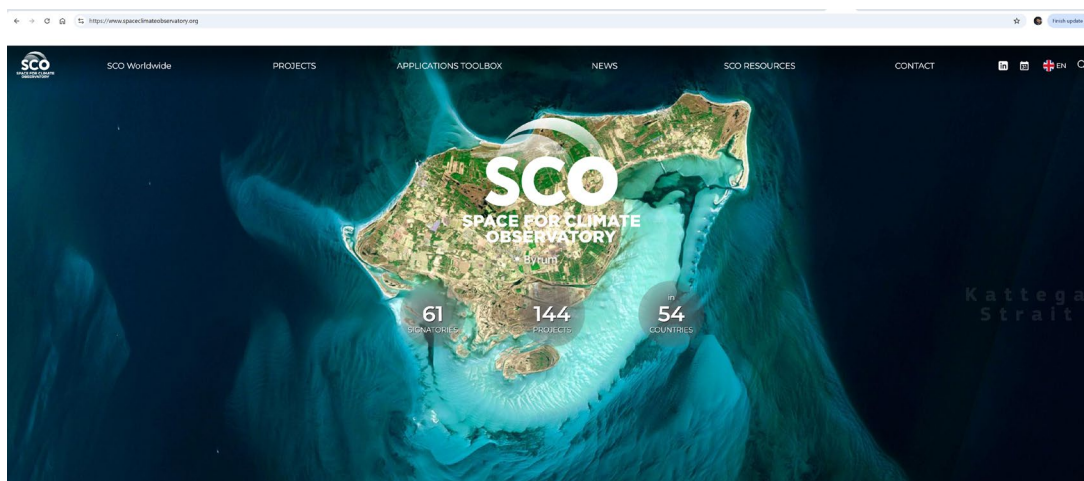 https://www.spaceclimateobservatory.org
Finish update
SCO
SPACE FOR CLIMATE
OBSERVATORY
SCO Worldwide
PROJECTS
APPLICATIONS TOOLBOX
NEWS
SCO RESOURCES
CONTACT
in
EN
SCO
SPACE FOR CLIMATE
OBSERVATORY
Byrum
61
SIGNATORIES
144
PROJECTS
in
54
COUNTRIES
Kattega
Strait